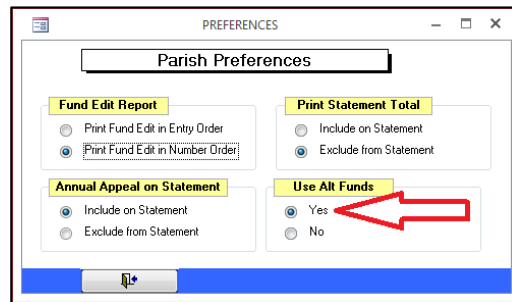 PREFERENCES
Parish Preferences
Fund Edit Report
Print Fund Edit in Entry Order
Print Fund Edit in Number Order
Print Statement Total
Include on Statement
Exclude from Statement
Annual Appeal on Statement
Include on Statement
Exclude from Statement
Use Alt Funds
Yes
No